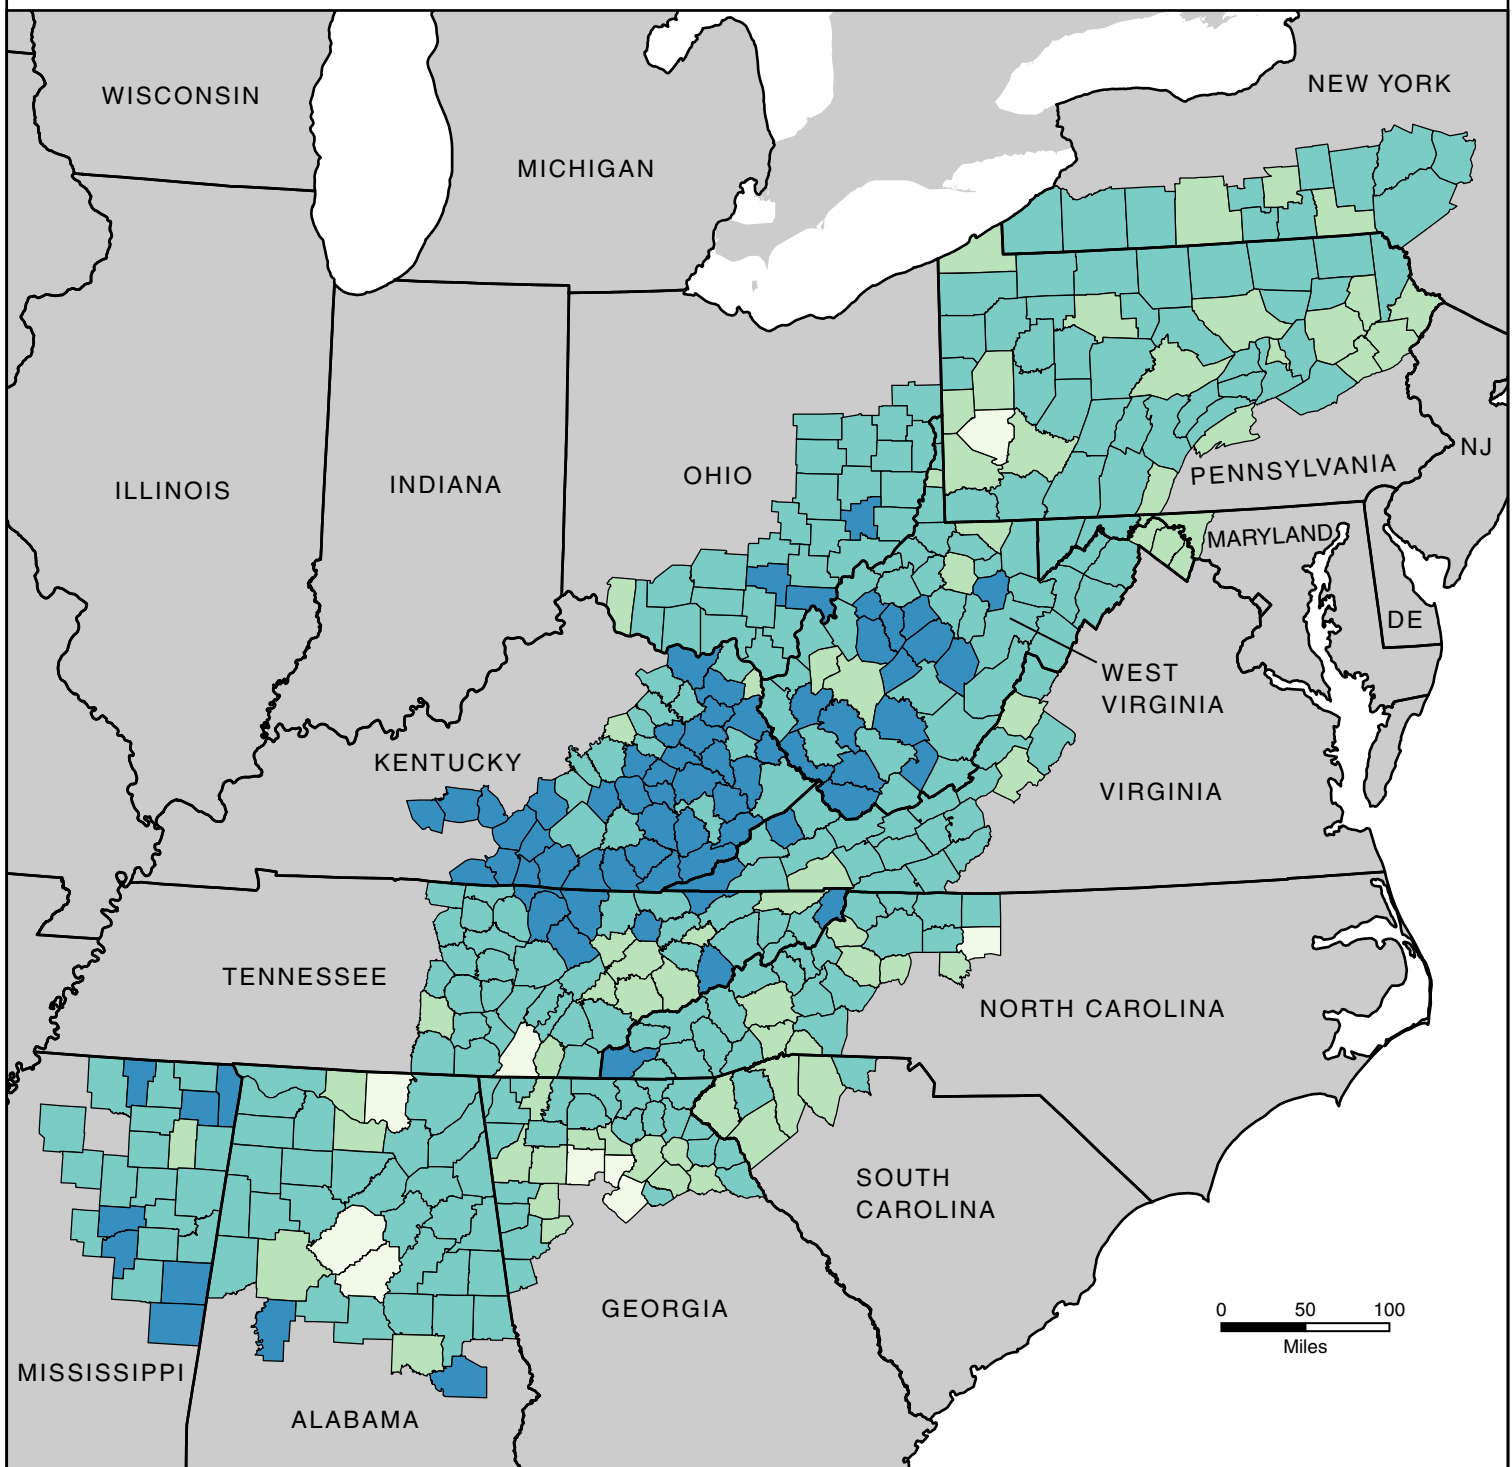 WISCONSIN
NEW YORK
MICHIGAN
ILLINOIS
INDIANA
OHIO
PENNSYLVANIA
NJ
MARYLAND
DE
WEST
VIRGINIA
KENTUCKY
VIRGINIA
TENNESSEE
NORTH CAROLINA
SOUTH
CAROLINA
GEORGIA
0 50 100
Miles
MISSISSIPPI
ALABAMA